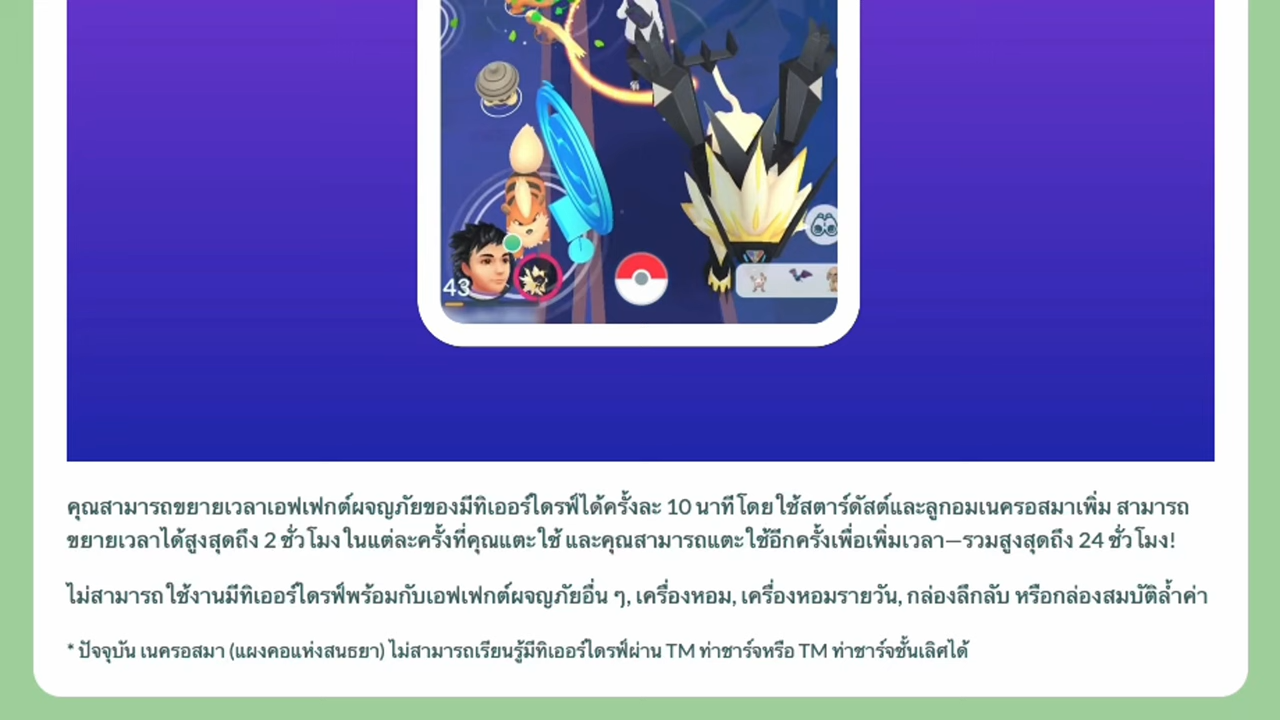 43
คุณสามารถขยายเวลาเอฟเฟกต์ผจญภัยของมีทิเออร์ไดรฟ์ได้ครั้งละ 10 นาที โดยใช้สตาร์ดัสต์และลูกอมเนครอสมาเพิ่ม สามารถ
ขยายเวลาได้สูงสุดถึง 2 ชั่วโมงในแต่ละครั้งที่คุณแตะใช้ และคุณสามารถแตะใช้อีกครั้งเพื่อเพิ่มเวลา—รวมสูงสุดถึง 24 ชั่วโมง!
ไม่สามารถใช้งานมีทิเออร์ไดรฟ์พร้อมกับเอฟเฟกต์ผจญภัยอื่น ๆ, เครื่องหอม, เครื่องหอมรายวัน, กล่องลึกลับ หรือกล่องสมบัติล้ำค่า
* ปัจจุบัน เนครอสมา (แผงคอแห่งสนธยา) ไม่สามารถเรียนรู้มีทิเออร์ไดรฟ์ผ่าน TM ท่าชาร์จหรือ TM ท่าชาร์จชั้นเลิศได้